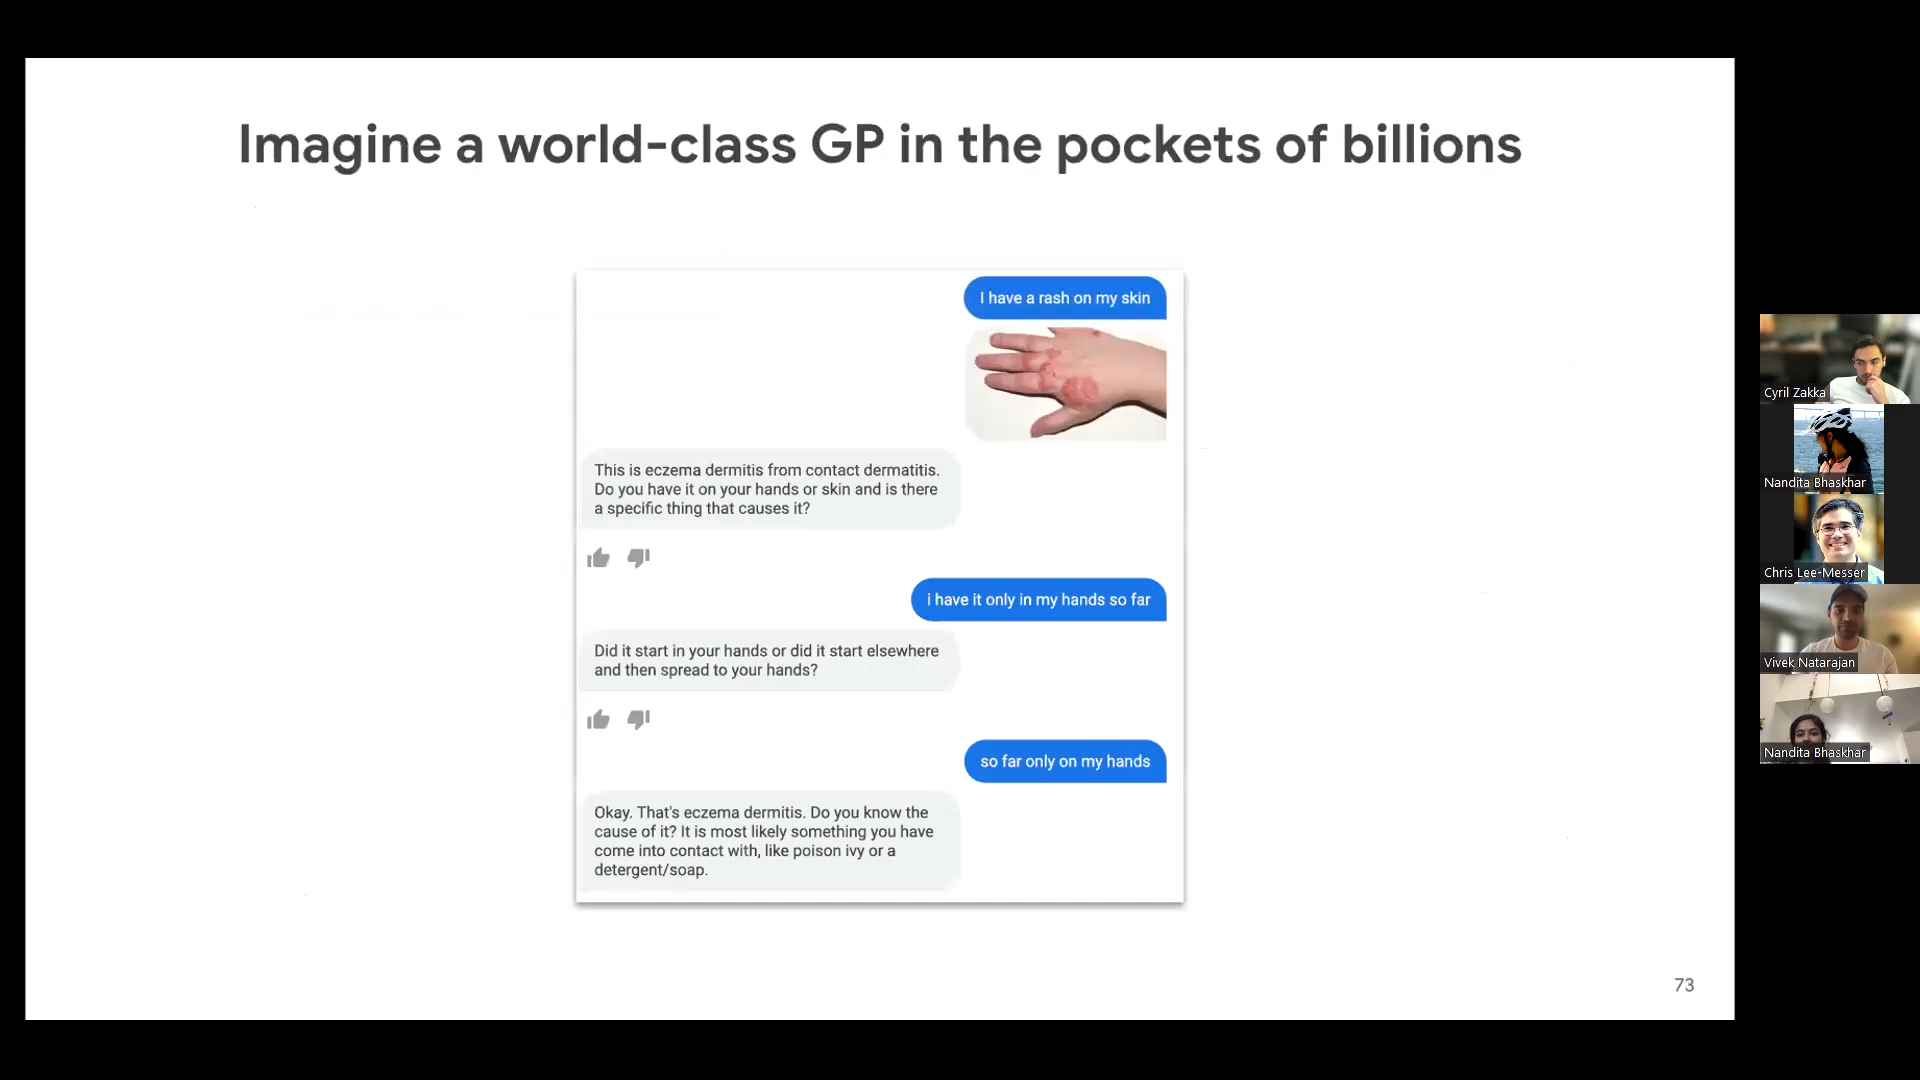 Imagine a world-class GP in the pockets of billions
I have a rash on my skin
This is eczema dermitis from contact dermatitis.
Do you have it on your hands or skin and is there
a specific thing that causes it?
i have it only in my hands so far
Did it start in your hands or did it start elsewhere
and then spread to your hands?
so far only on my hands
Okay. That's eczema dermitis. Do you know the
cause of it? It is most likely something you have
come into contact with, like poison ivy or a
detergent/soap.
73
Cyril Zakka
Nandita Bhaskhar
Chris Lee-Messer
Vivek Natarajan
Nandita Bhaskhar